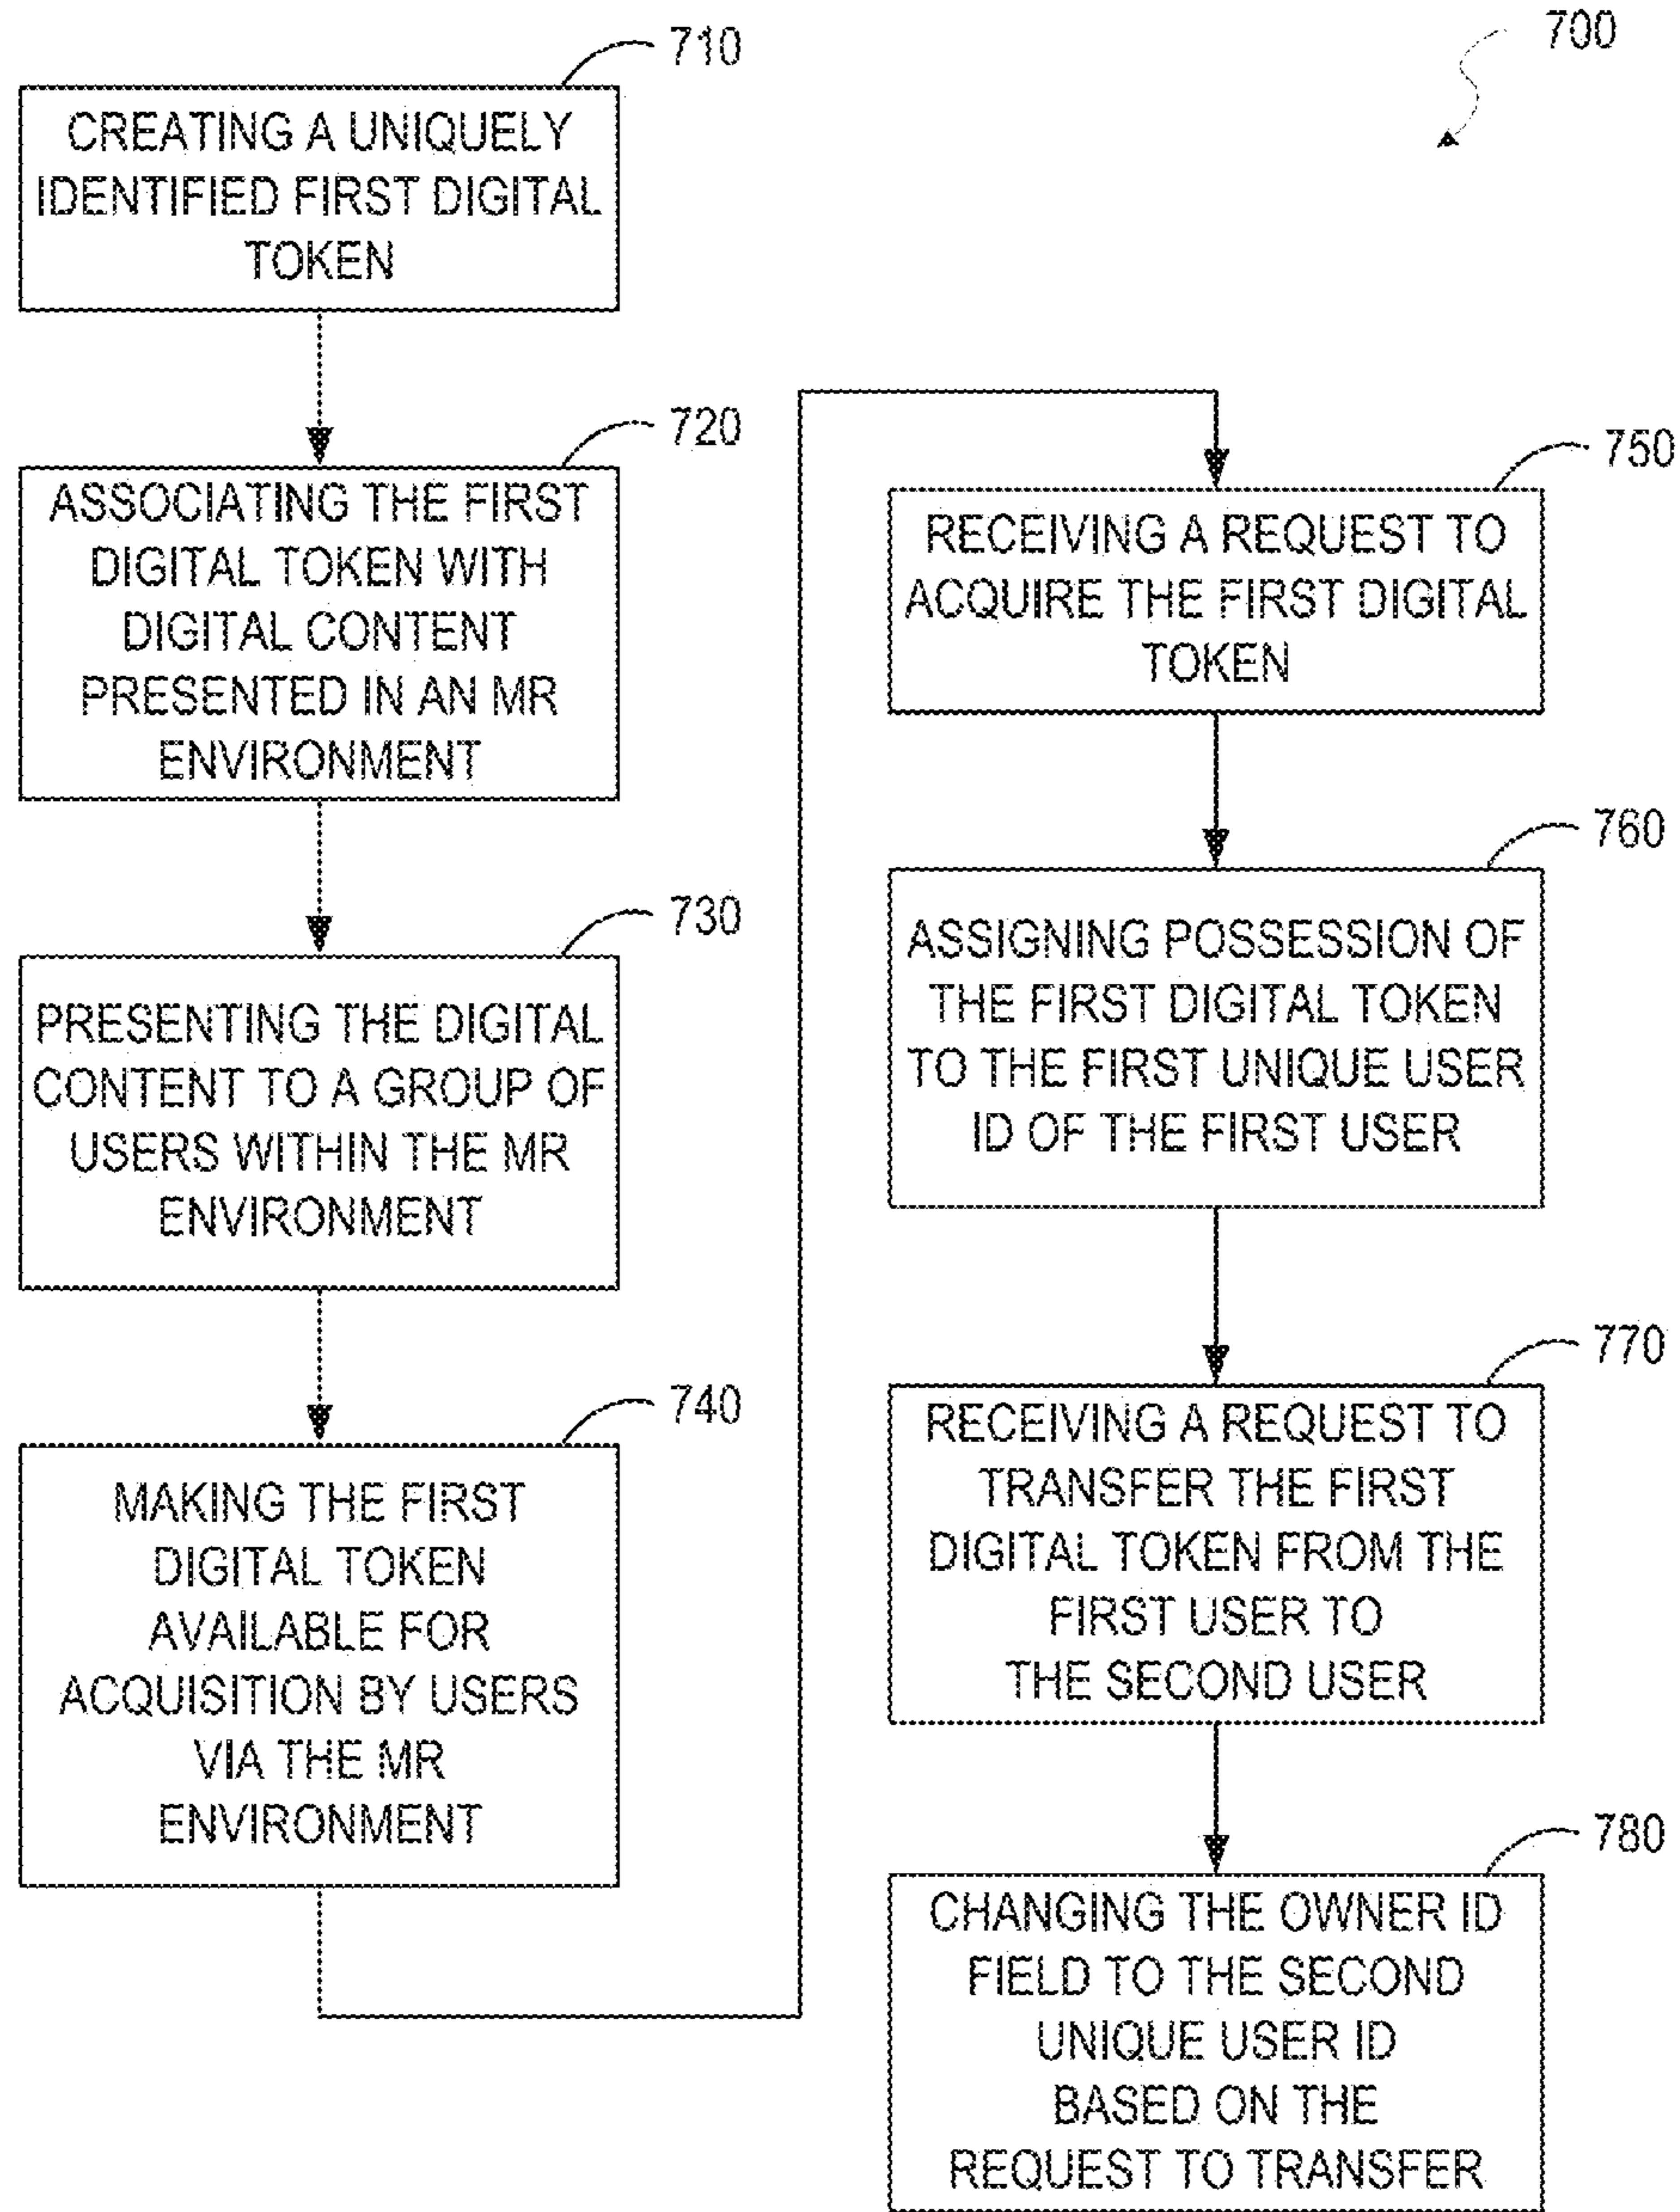 700
710
CREATING A UNIQUELY
IDENTIFIED FIRST DIGITAL
TOKEN
720
ASSOCIATING THE FIRST
DIGITAL TOKEN WITH
DIGITAL CONTENT
PRESENTED IN AN MR
ENVIRONMENT
730
PRESENTING THE DIGITAL
CONTENT TO A GROUP OF
USERS WITHIN THE MR
ENVIRONMENT
740
MAKING THE FIRST
DIGITAL TOKEN
AVAILABLE FOR
ACQUISITION BY USERS
VIA THE MR
ENVIRONMENT
750
RECEIVING A REQUEST TO
ACQUIRE THE FIRST DIGITAL
TOKEN
760
ASSIGNING POSSESSION OF
THE FIRST DIGITAL TOKEN
TO THE FIRST UNIQUE USER
ID OF THE FIRST USER
770
RECEIVING A REQUEST TO
TRANSFER THE FIRST
DIGITAL TOKEN FROM THE
FIRST USER TO
THE SECOND USER
780
CHANGING THE OWNER ID
FIELD TO THE SECOND
UNIQUE USER ID
BASED ON THE
REQUEST TO TRANSFER